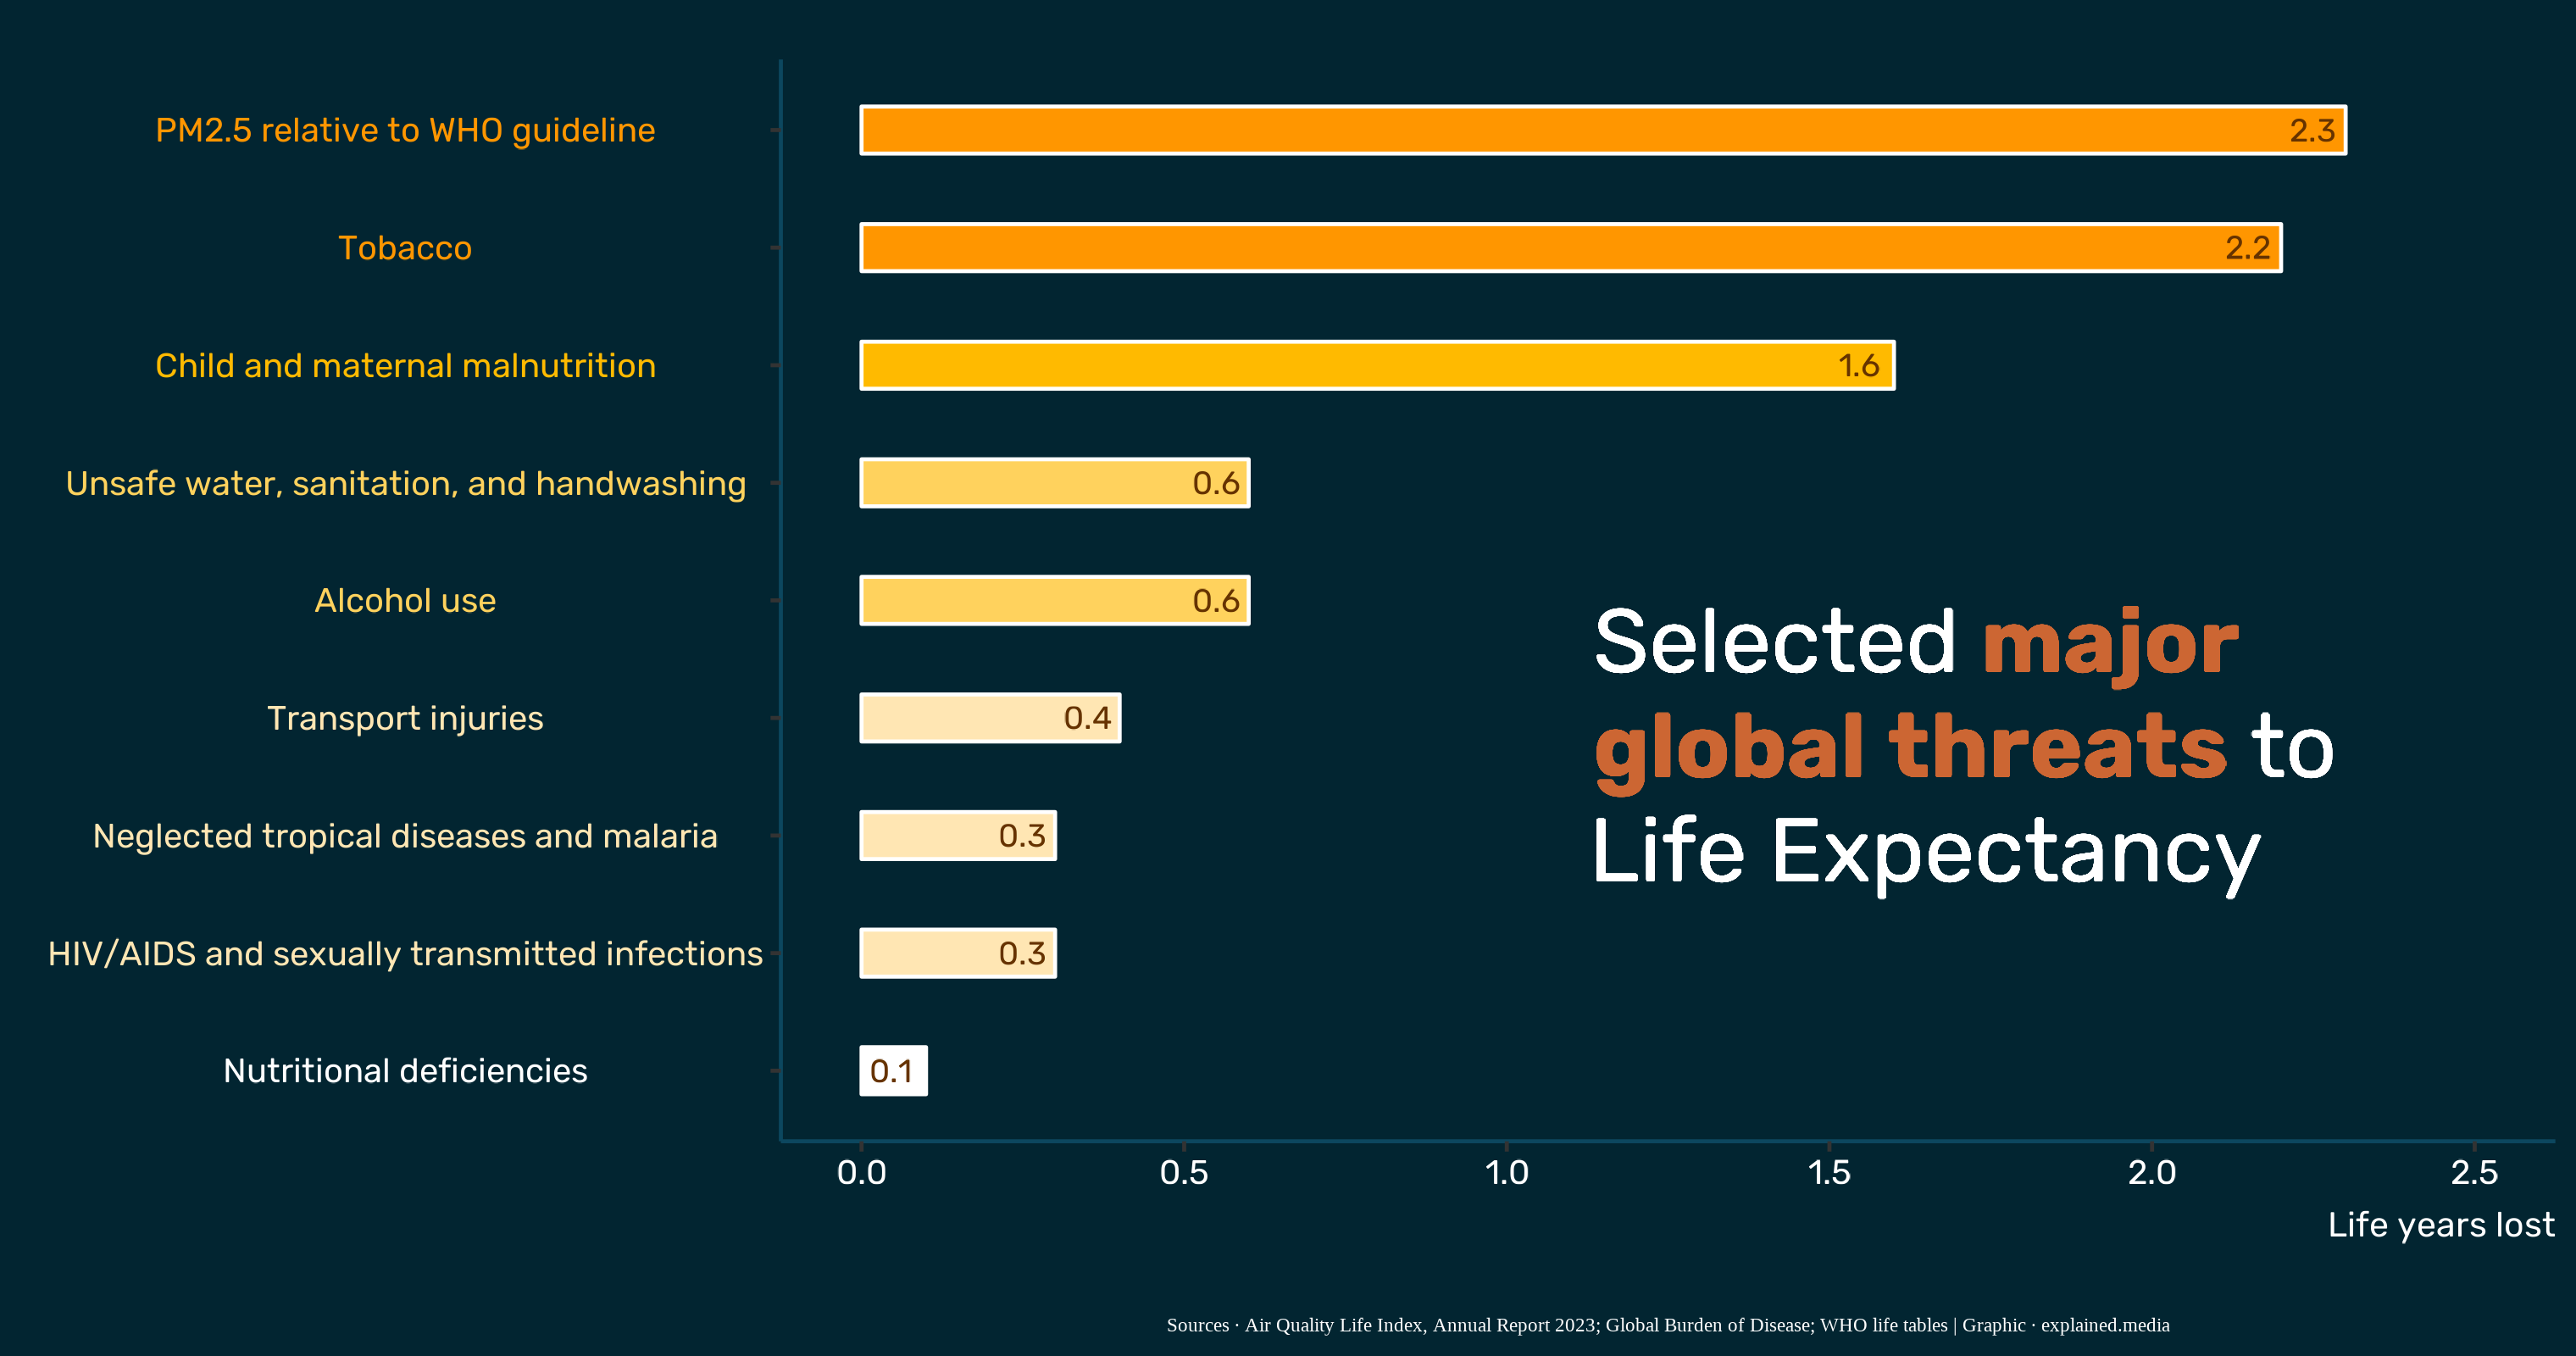 PM2.5 relative to WHO guideline
2.3
Tobacco
2.2
Child and maternal malnutrition
1.6
Unsafe water, sanitation, and handwashing
0.6
Alcohol use
0.6
Transport injuries
0.4
Neglected tropical diseases and malaria
0.3
HIV/AIDS and sexually transmitted infections
0.3
Nutritional deficiencies
0.1
Selected major
global threats to
Life Expectancy
0.0 0.5 1.0 1.5 2.0 2.5
Life years lost
Sources · Air Quality Life Index, Annual Report 2023; Global Burden of Disease; WHO life tables | Graphic · explained.media